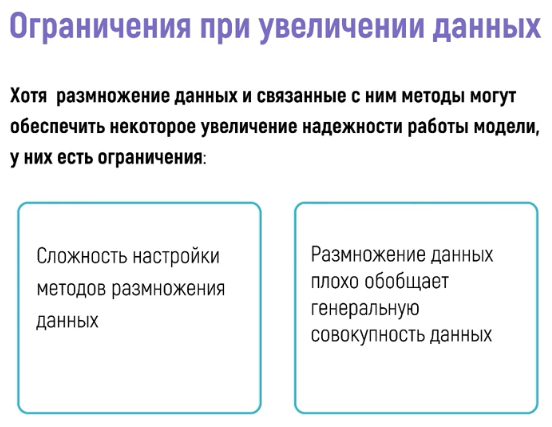 Ограничения при увеличении данных
Хотя размножение данных и связанные с ним методы могут
обеспечить некоторое увеличение надежности работы модели,
у них есть ограничения:
Сложность настройки
методов размножения
данных
Размножение данных
плохо обобщает
генеральную
совокупность данных